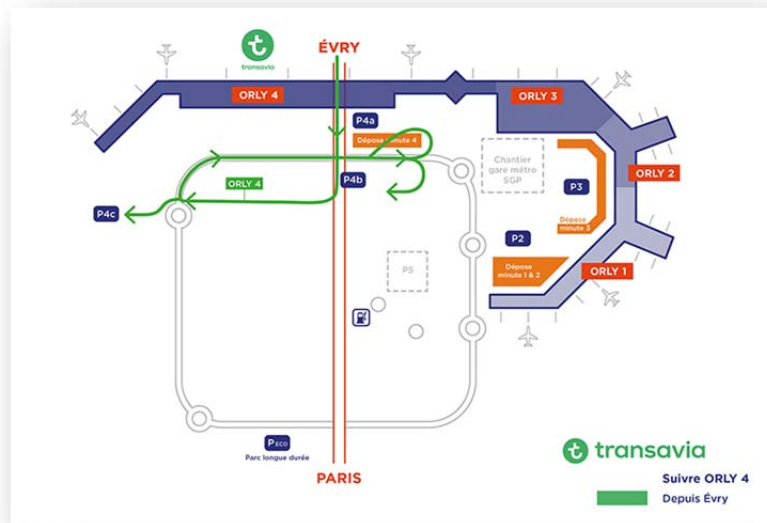 transavia
ÉVRY
ORLY 4
ORLY 3
P4a
Dépose minute 4
Chantier
gare métro
SGP
P4b
ORLY 4
P4c
P3
ORLY 2
Dépose
minute 3
P2
ORLY 1
Dépose
minute 1 & 2
P5
PECO
Parc longue durée
PARIS
transavia
Suivre ORLY 4
Depuis Évry